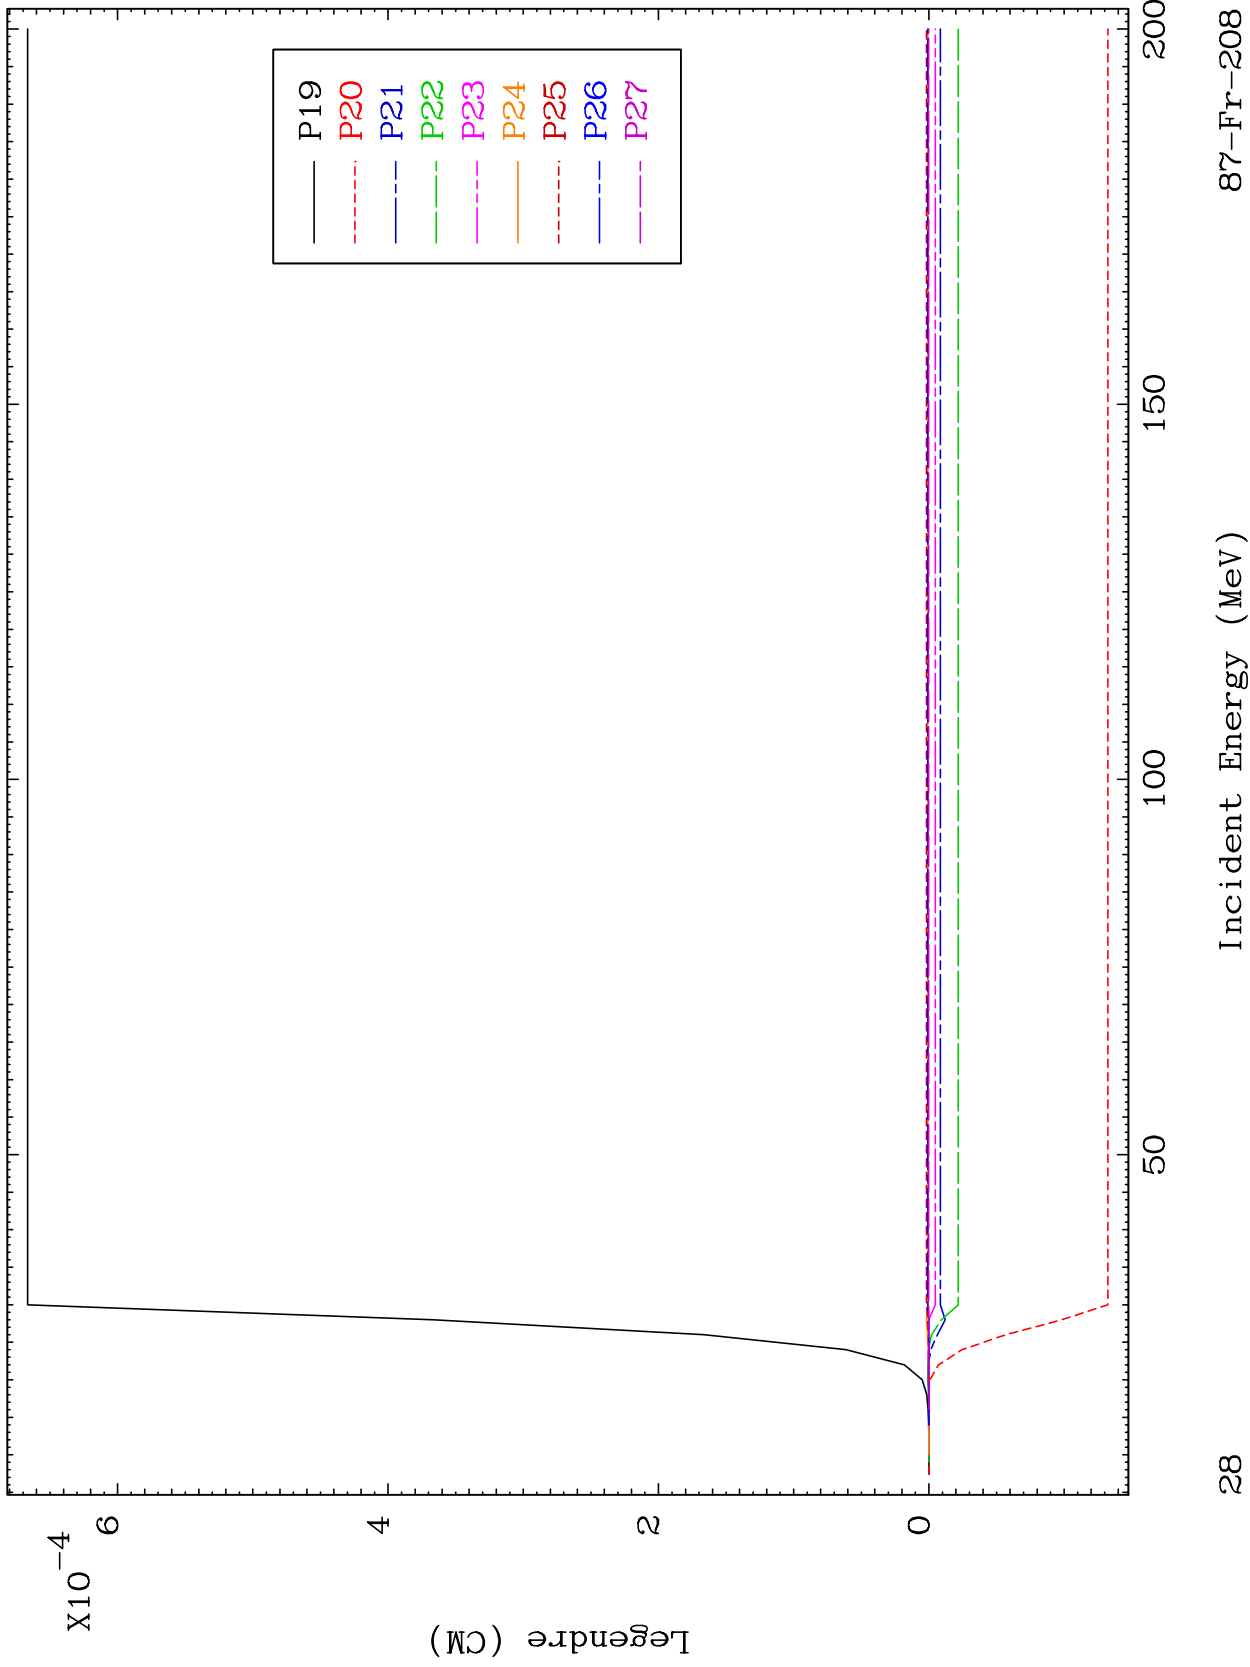 X10-4
Legendre (CM)
6
4
2
0
P19
P20
P21
P22
P23
P24
P25
P26
P27
50
100
150
200
Incident Energy (MeV)
28
87-Fr-208